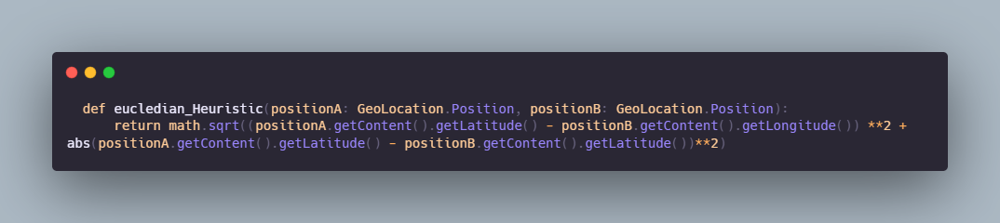 def eucledian_Heuristic(positionA: GeoLocation.Position, positionB: GeoLocation.Position):
return math.sqrt((positionA.getContent().getLatitude() - positionB.getContent().getLongitude()) **2 +
abs(positionA.getContent().getLatitude() - positionB.getContent().getLatitude())**2)